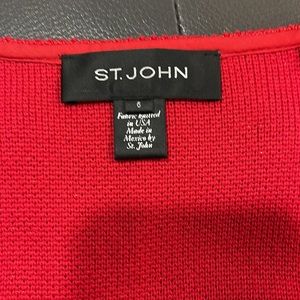 ST. JOHN
6
Fabric knitted
in USA
Made in
Mexico by
St. John